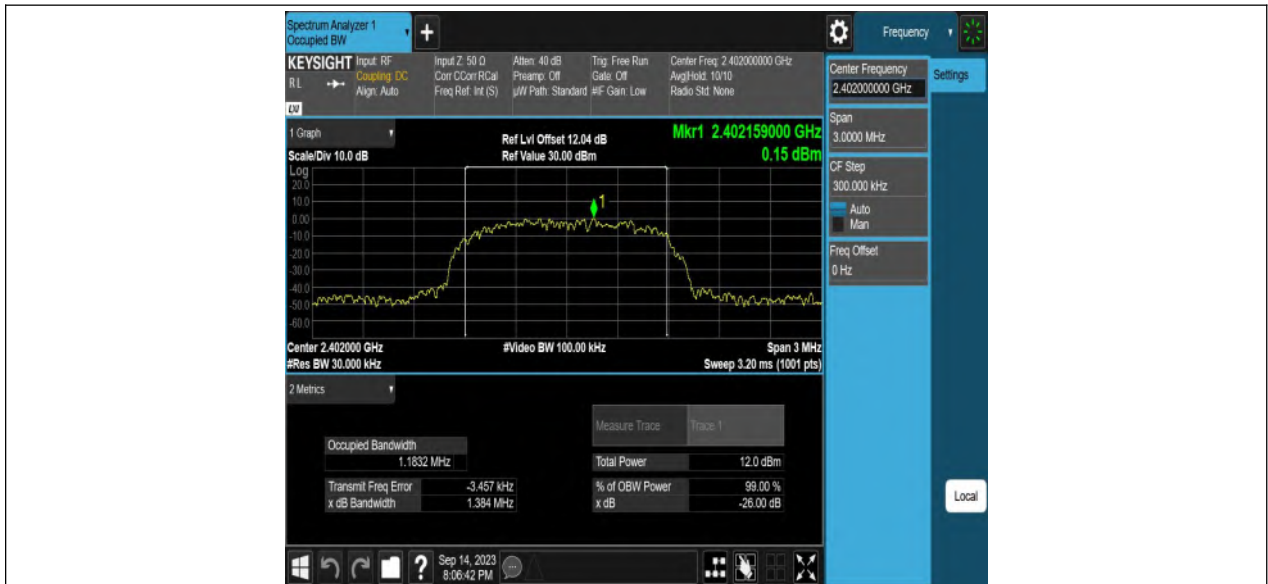 Spectrum Analyzer 1
Occupied BW
+
Frequency
KEYSIGHT Input: RF Input Z: 50 Ω Atten: 40 dB Trig: Free Run Center Freq: 2.402000000 GHz
RL Coupling: DC Corr CCorr RCal Preamp: Off Gate: Off Avg|Hold: 10/10
Align: Auto Freq Ref: Int (S) µW Path: Standard #IF Gain: Low Radio Std: None
LXI
Center Frequency
2.402000000 GHz
Settings
Span
3.0000 MHz
CF Step
300.000 kHz
Auto
Man
Freq Offset
0 Hz
Local
1 Graph
Ref Lvl Offset 12.04 dB Mkr1 2.402159000 GHz
Scale/Div 10.0 dB Ref Value 30.00 dBm 0.15 dBm
Log
20.0
10.0
0.00
-10.0
-20.0
-30.0
-40.0
-50.0
-60.0
1
Center 2.402000 GHz #Video BW 100.00 kHz Span 3 MHz
#Res BW 30.000 kHz Sweep 3.20 ms (1001 pts)
2 Metrics
Measure Trace Trace 1
Occupied Bandwidth
1.1832 MHz Total Power 12.0 dBm
Transmit Freq Error -3.457 kHz % of OBW Power 99.00 %
x dB Bandwidth 1.384 MHz x dB -26.00 dB
? Sep 14, 2023
8:06:42 PM